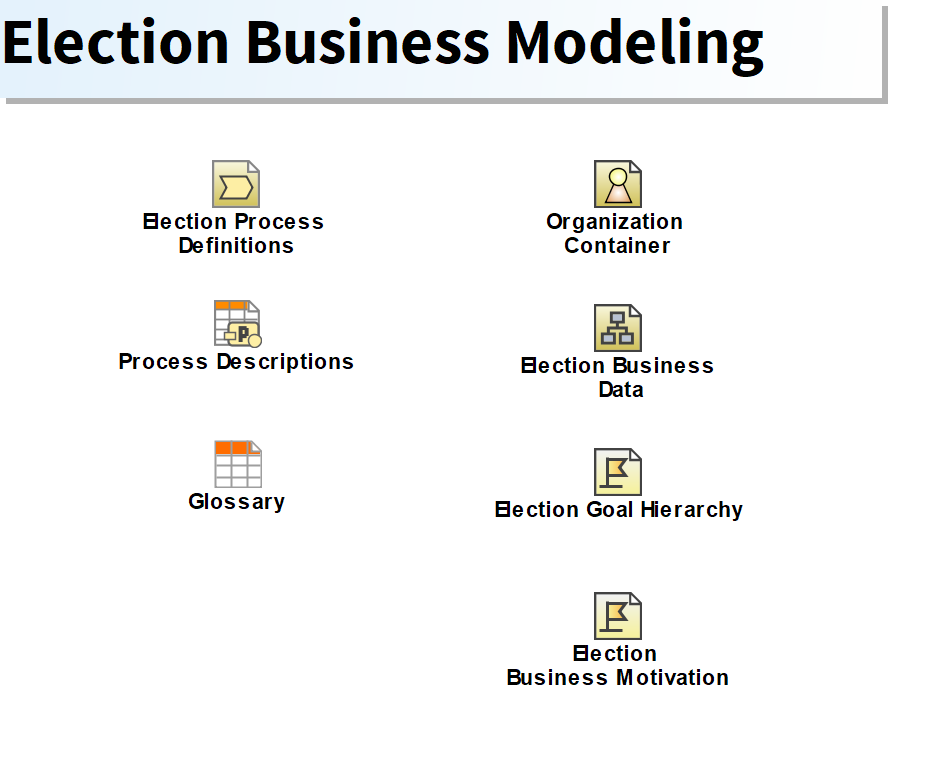 Election Business Modeling
Election Process
Definitions
Organization
Container
P
Process Descriptions
Election Business
Data
Glossary
Election Goal Hierarchy
Election
Business Motivation